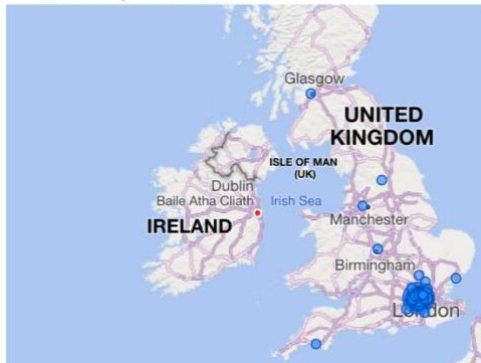 Glasgow
UNITED
KINGDOM
ISLE OF MAN
(UK)
Dublin
Baile Atha Cliath
Irish Sea
IRELAND
Manchester
Birmingham
London